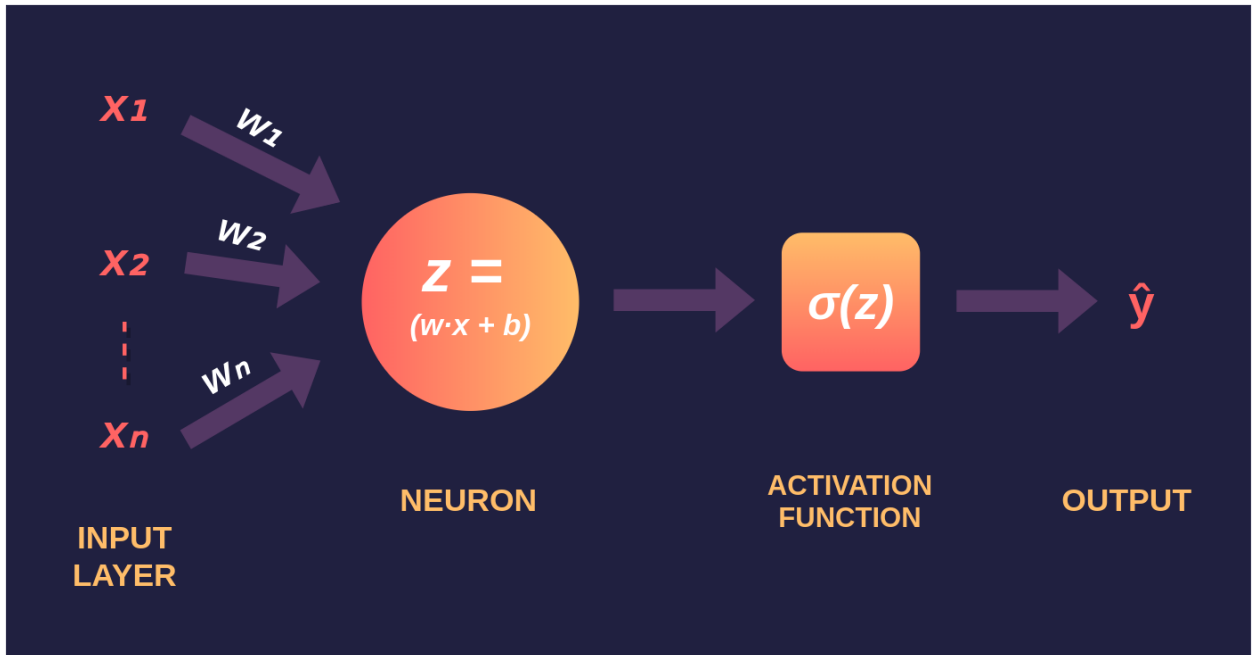 x1
w1
x2
w2
xn
wn
z =
(w·x + b)
σ(z)
ŷ
NEURON
ACTIVATION
FUNCTION
OUTPUT
INPUT
LAYER